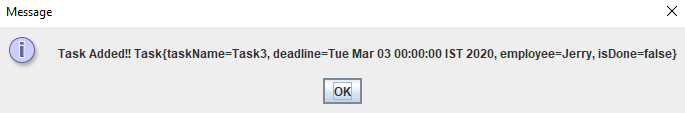 Message
Task Added!! Task{taskName=Task3, deadline=Tue Mar 03 00:00:00 IST 2020, employee=Jerry, isDone=false}
OK